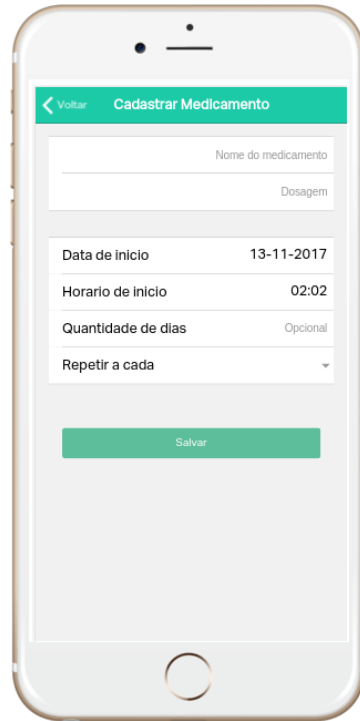 Voltar Cadastrar Medicamento
Nome do medicamento
Dosagem
Data de inicio 13-11-2017
Horario de inicio 02:02
Quantidade de dias Opcional
Repetir a cada
Salvar